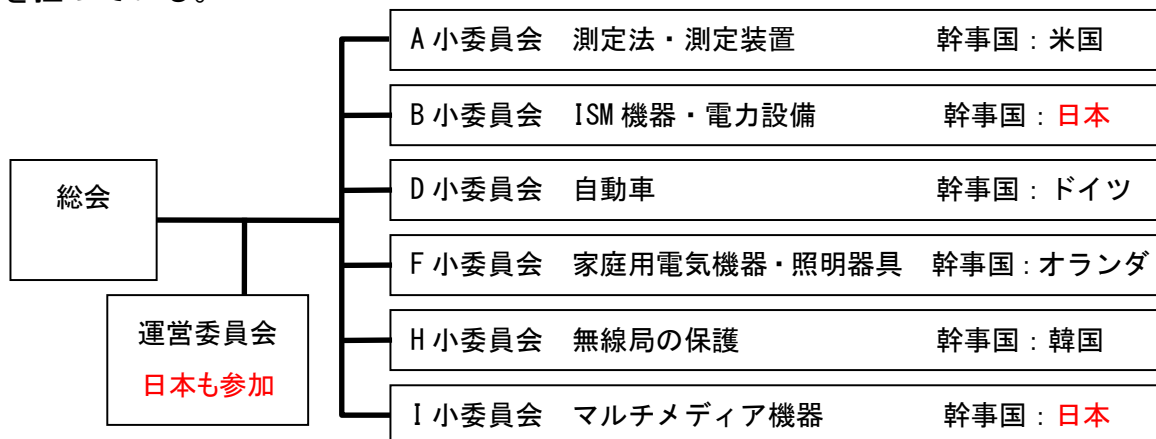 A 小委員会 測定法・測定装置 幹事国：米国
B 小委員会 ISM 機器・電力設備 幹事国：日本
D 小委員会 自動車 幹事国：ドイツ
F 小委員会 家庭用電気機器・照明器具 幹事国：オランダ
H 小委員会 無線局の保護 幹事国：韓国
I 小委員会 マルチメディア機器 幹事国：日本
総会
運営委員会
日本も参加